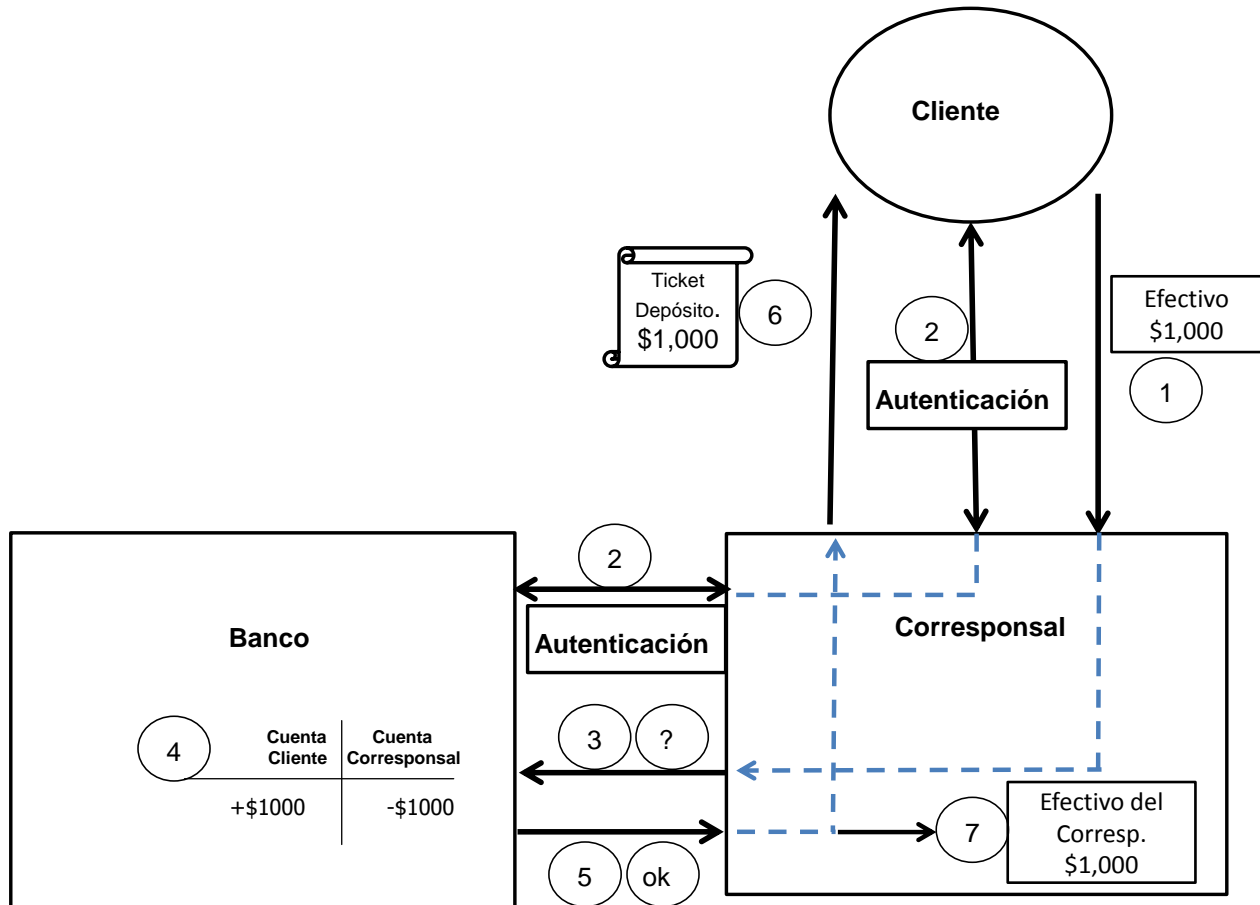 Cliente
Ticket
Depósito.
$1,000
6
2
Efectivo
$1,000
1
Autenticación
2
Autenticación
Banco
Corresponsal
4
Cuenta
Cliente
Cuenta
Corresponsal
+$1000
-$1000
3
?
5
ok
7
Efectivo del
Corresp.
$1,000